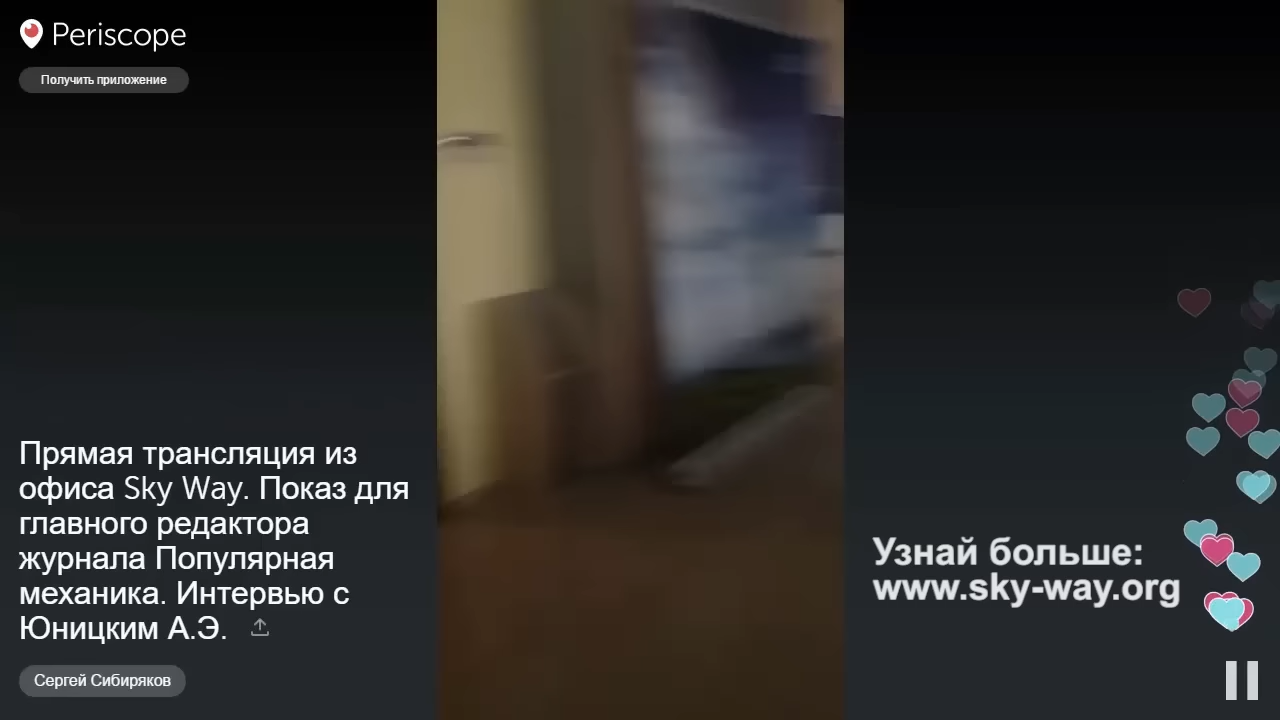 Periscope
Получить приложение
Прямая трансляция из
офиса Sky Way. Показ для
главного редактора
журнала Популярная
механика. Интервью с
Юницким А.Э.
Сергей Сибиряков
Узнай больше:
www.sky-way.org